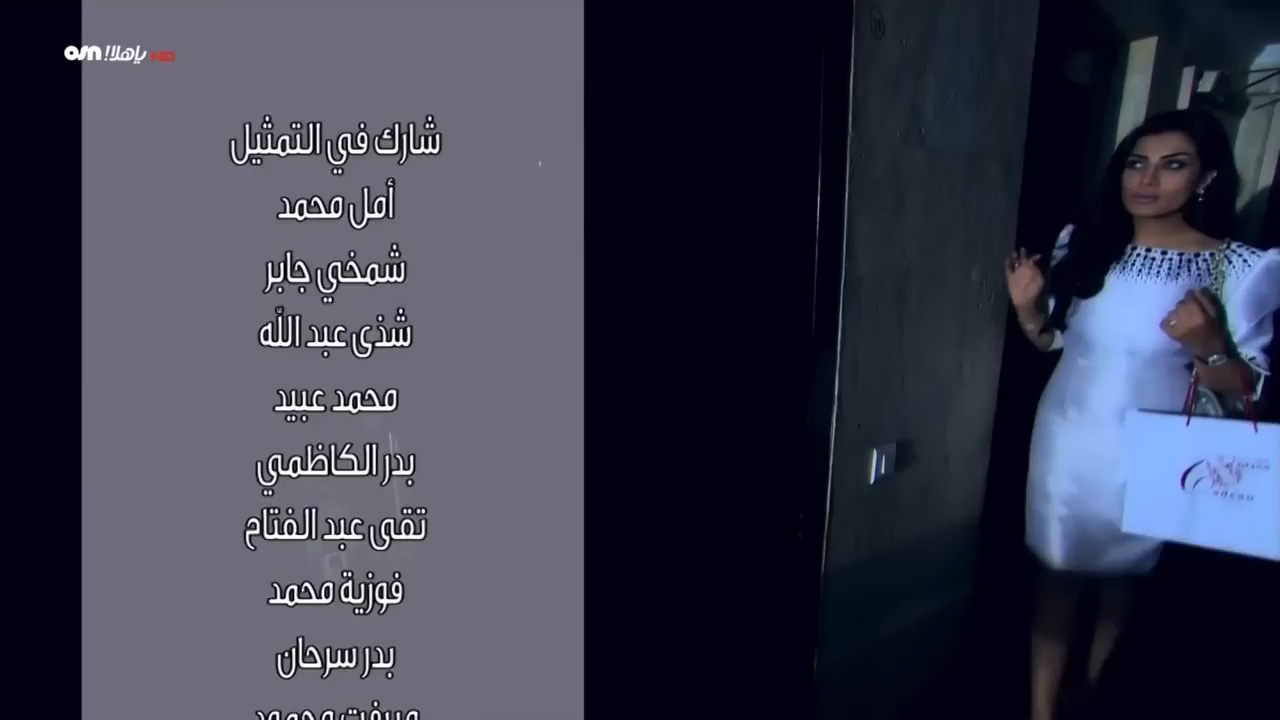 OSN ياهلا! HD
شارك في التمثيل
أمل محمد
شمخي جابر
شذى عبد الله
محمد عبيد
بدر الكاظمي
تقى عبد الفتاح
فوزية محمد
بدر سرحان